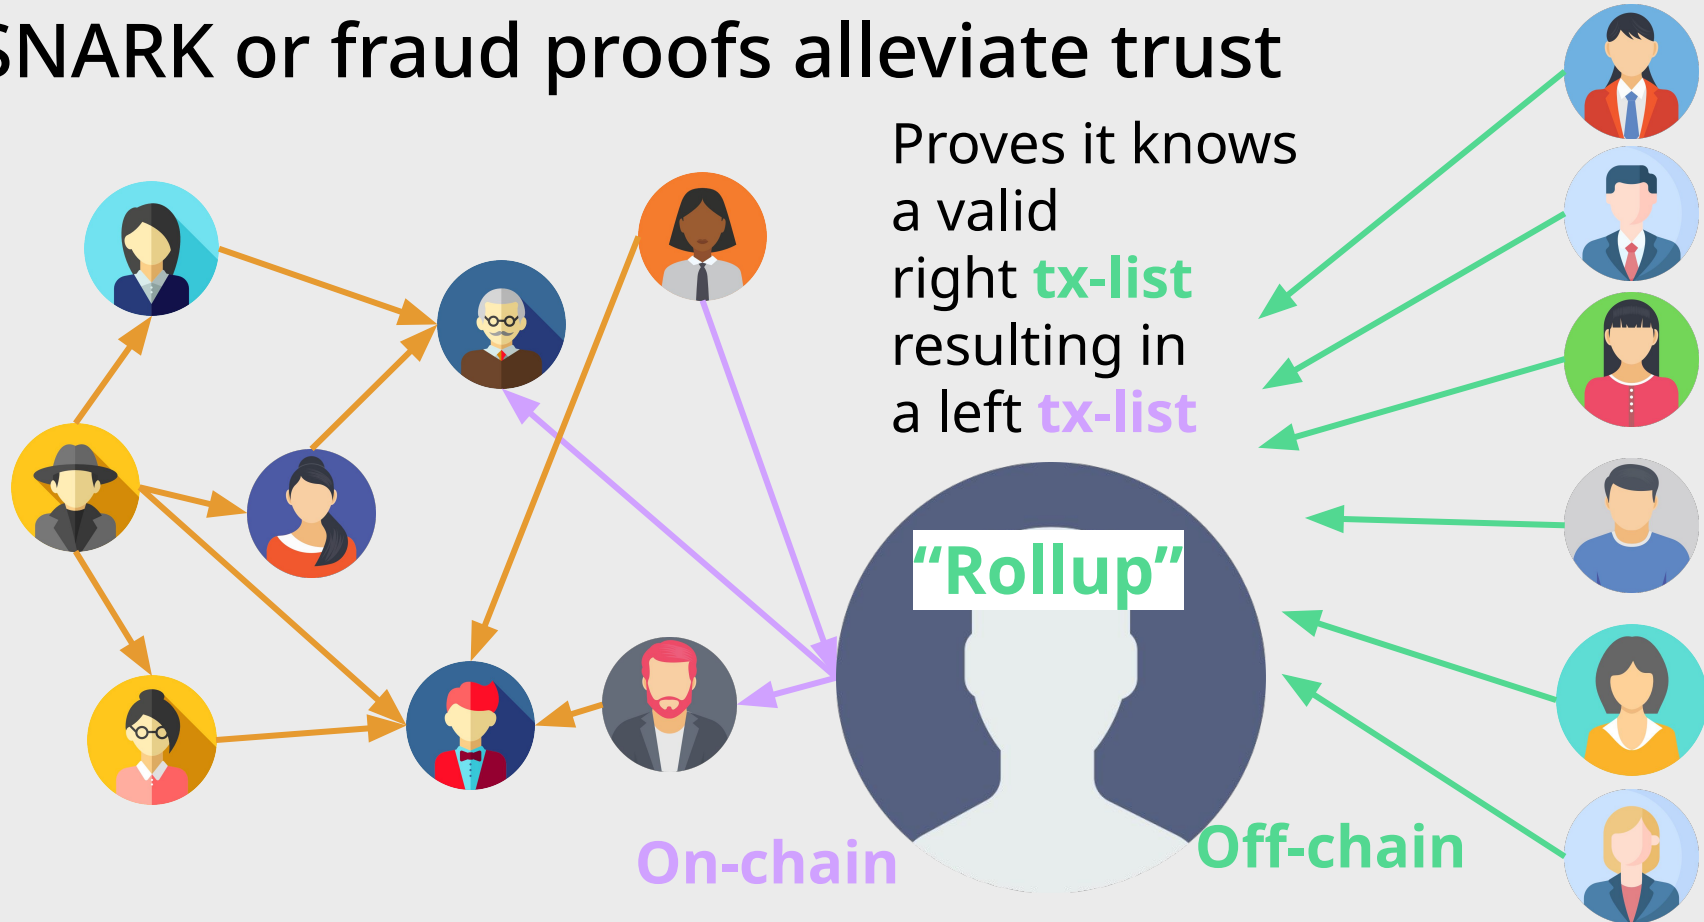 SNARK or fraud proofs alleviate trust
Proves it knows
a valid
right tx-list
resulting in
a left tx-list
“Rollup”
On-chain
Off-chain